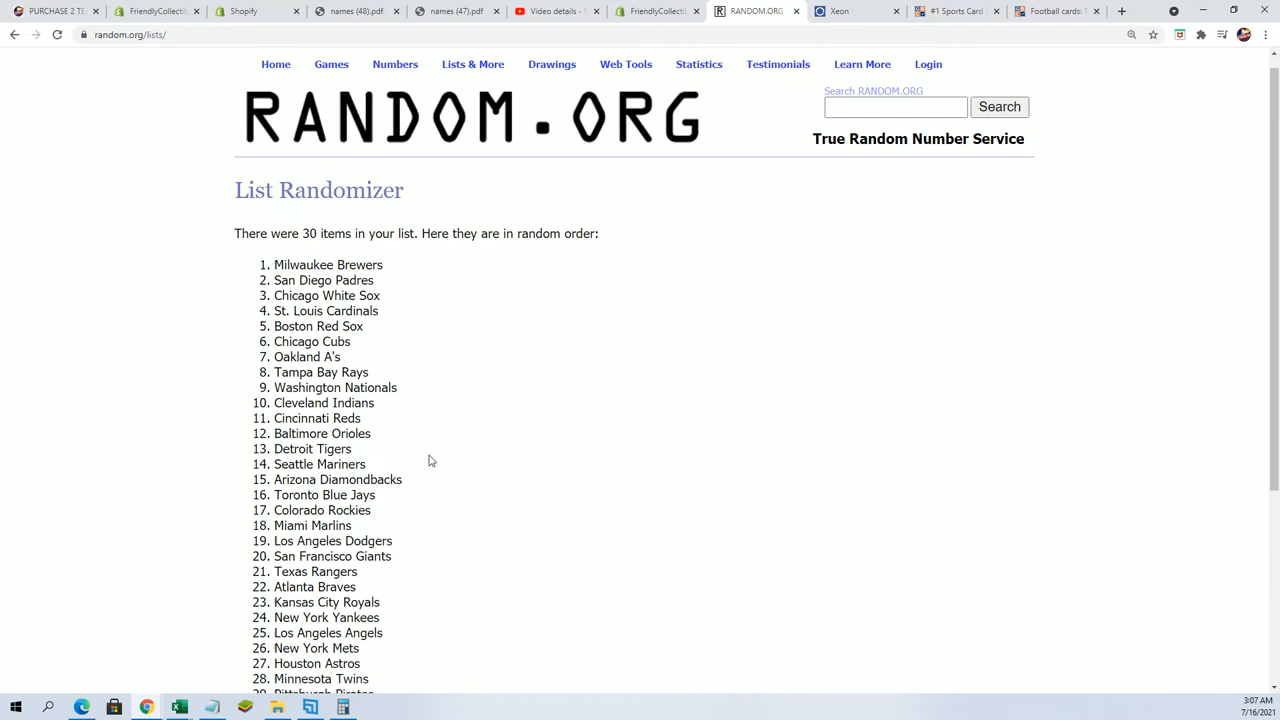 PURCHASE 2 TE
FriendlyCollecti
Shopify
names (48).pdf
names (47).pdf
Video details -
FriendlyCollecti
RANDOM.ORG
Xeon
#1 Sports Card
Football cards: T
random.org/lists/
Home Games Numbers Lists & More Drawings Web Tools Statistics Testimonials Learn More Login
Search RANDOM.ORG
RANDOM.ORG
Search
True Random Number Service
List Randomizer
There were 30 items in your list. Here they are in random order:
1. Milwaukee Brewers
2. San Diego Padres
3. Chicago White Sox
4. St. Louis Cardinals
5. Boston Red Sox
6. Chicago Cubs
7. Oakland A's
8. Tampa Bay Rays
9. Washington Nationals
10. Cleveland Indians
11. Cincinnati Reds
12. Baltimore Orioles
13. Detroit Tigers
14. Seattle Mariners
15. Arizona Diamondbacks
16. Toronto Blue Jays
17. Colorado Rockies
18. Miami Marlins
19. Los Angeles Dodgers
20. San Francisco Giants
21. Texas Rangers
22. Atlanta Braves
23. Kansas City Royals
24. New York Yankees
25. Los Angeles Angels
26. New York Mets
27. Houston Astros
28. Minnesota Twins
29. Pittsburgh Pirates
3:07 AM
7/16/2021